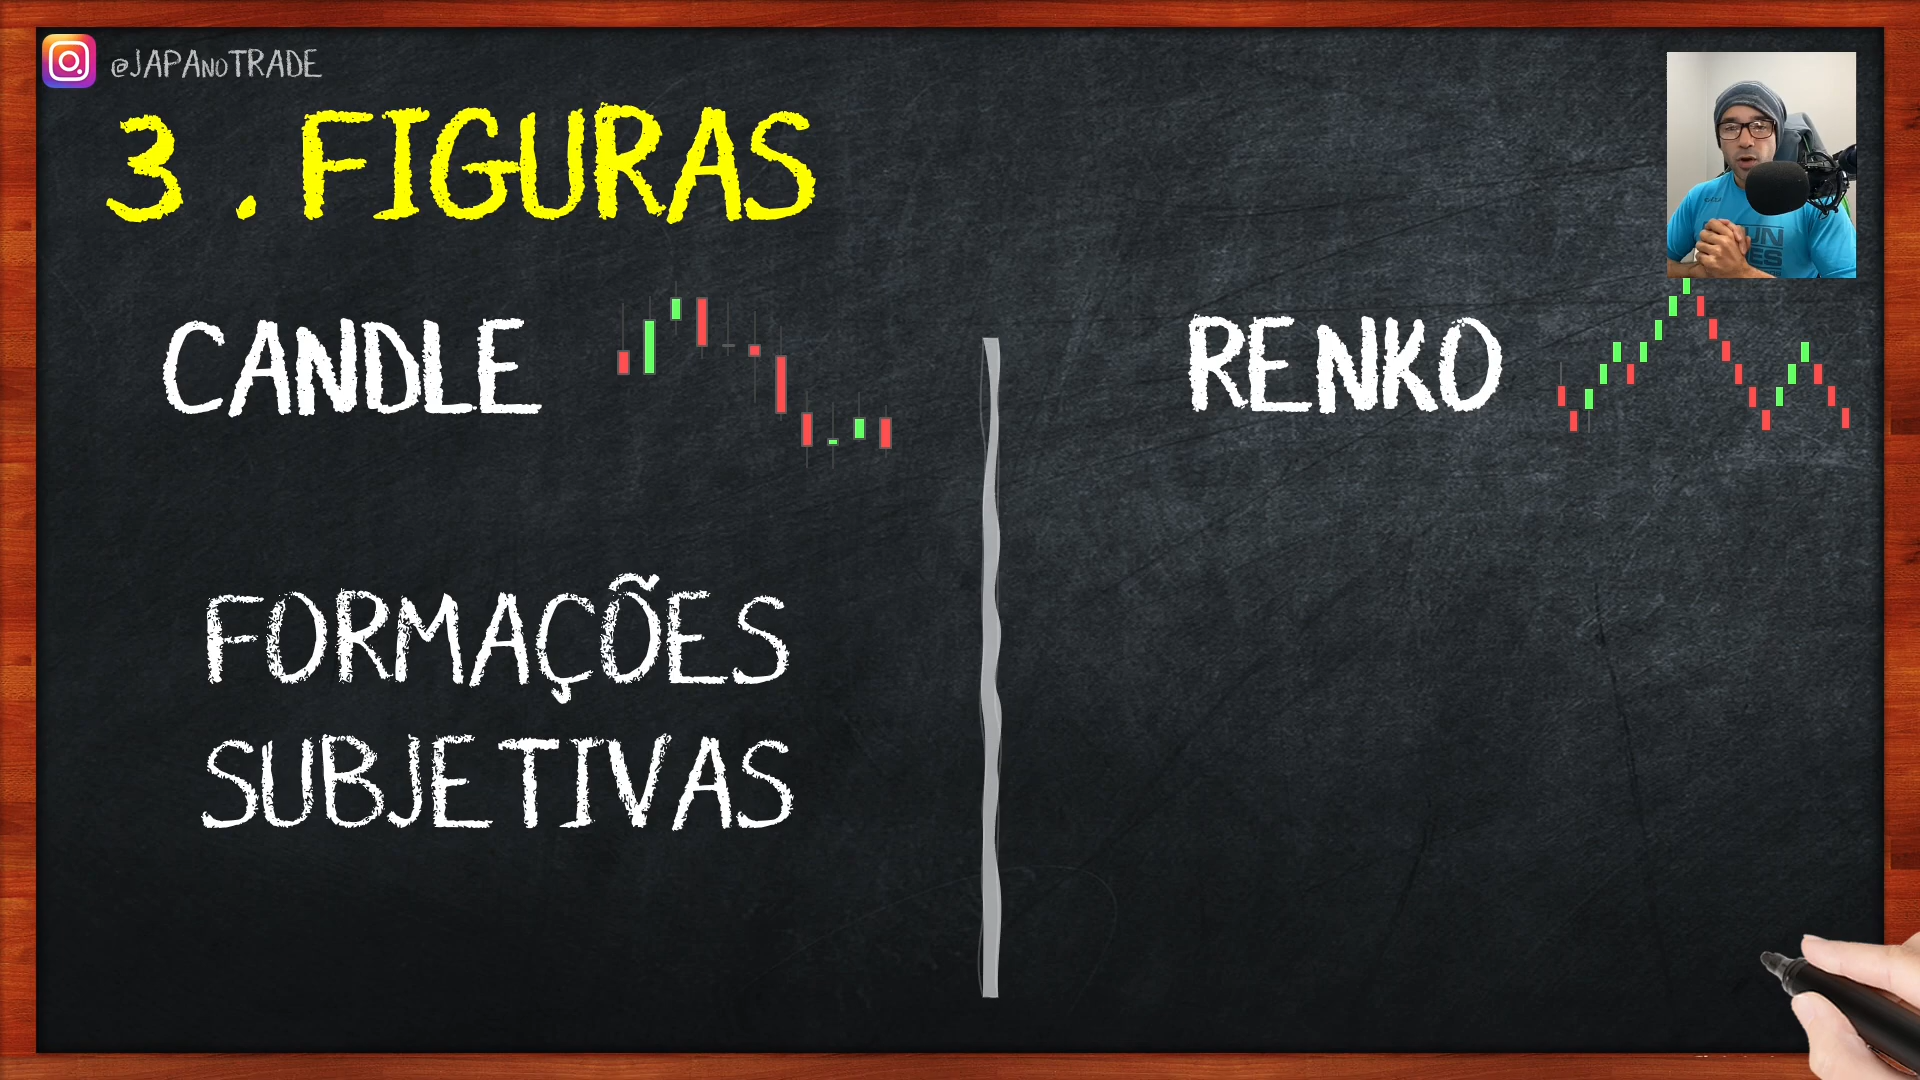 @JAPANOTRADE
3 . FIGURAS
CANDLE
RENKO
FORMAÇÕES
SUBJETIVAS